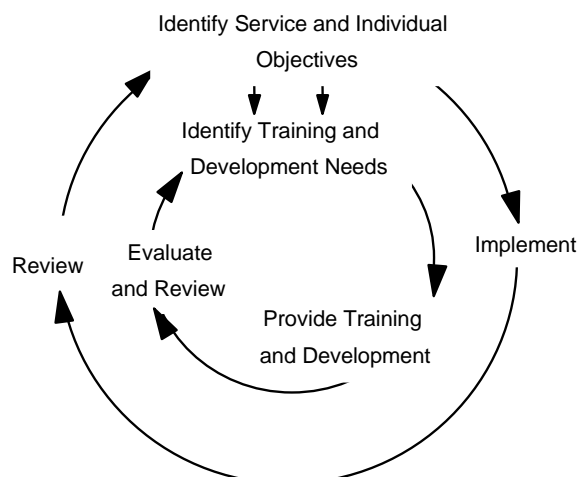 Identify Service and Individual
Objectives
Identify Training and
Development Needs
Implement
Evaluate
and Review
Review
Provide Training
and Development